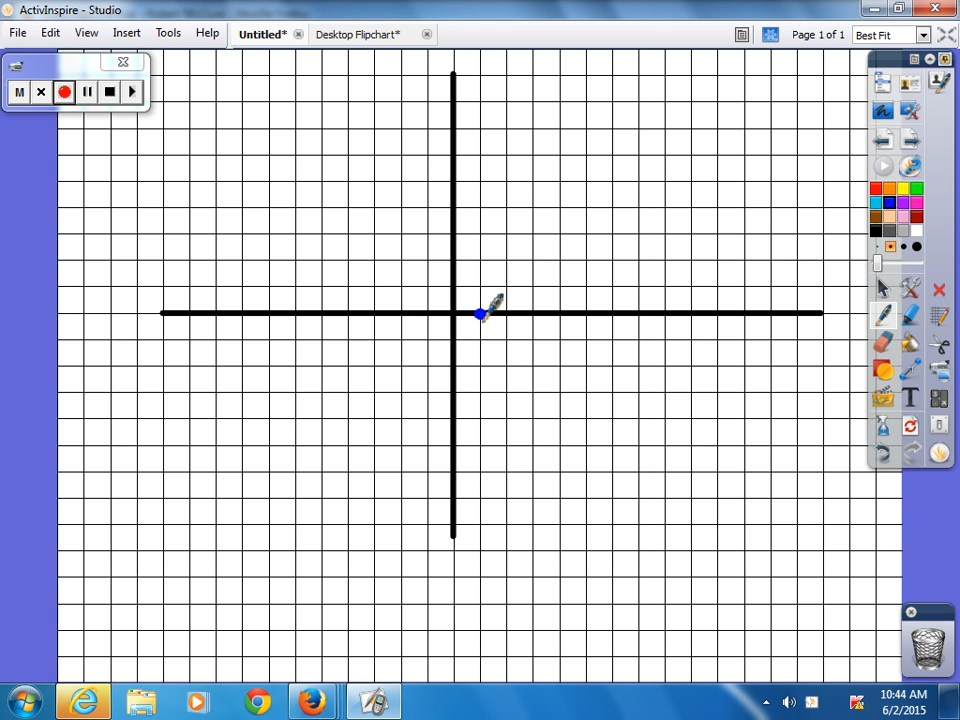 ActivInspire - Studio
File Edit View Insert Tools Help Untitled* Desktop Flipchart* Page 1 of 1 Best Fit
M
T
10:44 AM
6/2/2015